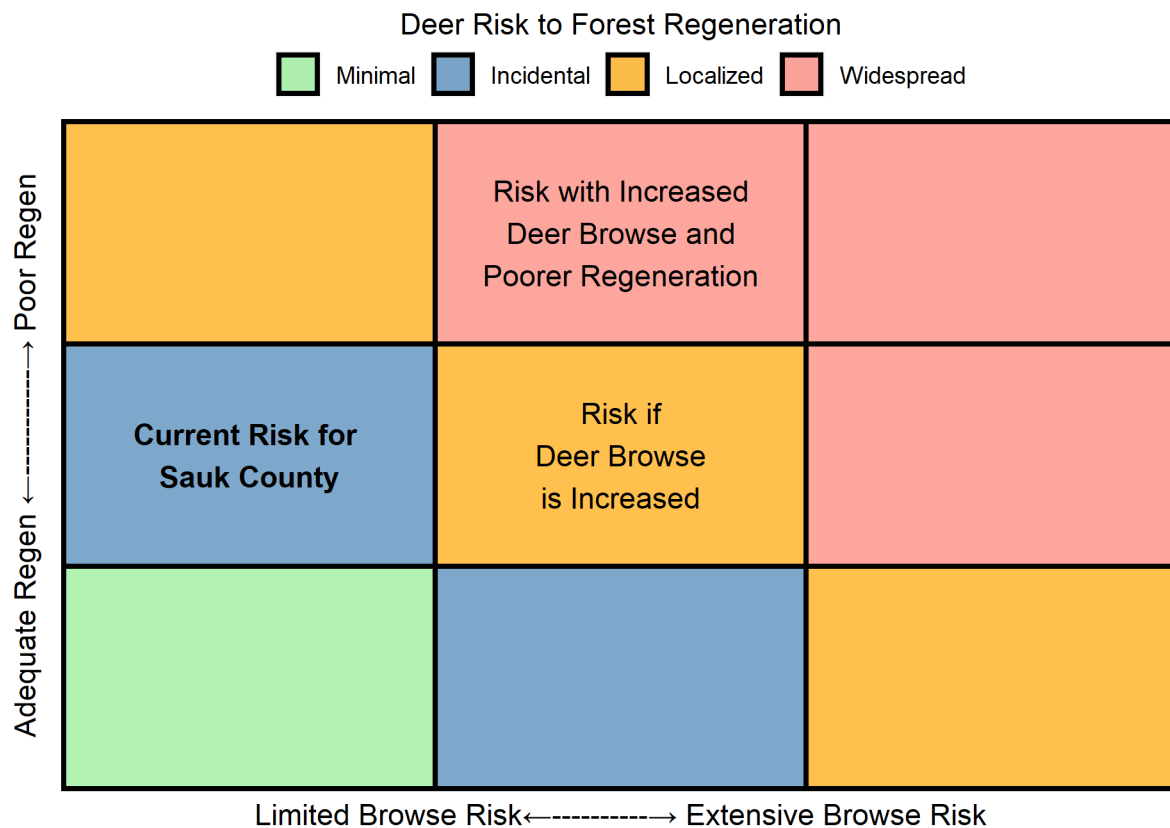 Deer Risk to Forest Regeneration
Minimal
Incidental
Localized
Widespread
Adequate Regen ←-----------→ Poor Regen
Risk with Increased
Deer Browse and
Poorer Regeneration
Current Risk for
Sauk County
Risk if
Deer Browse
is Increased
Limited Browse Risk←----------→ Extensive Browse Risk